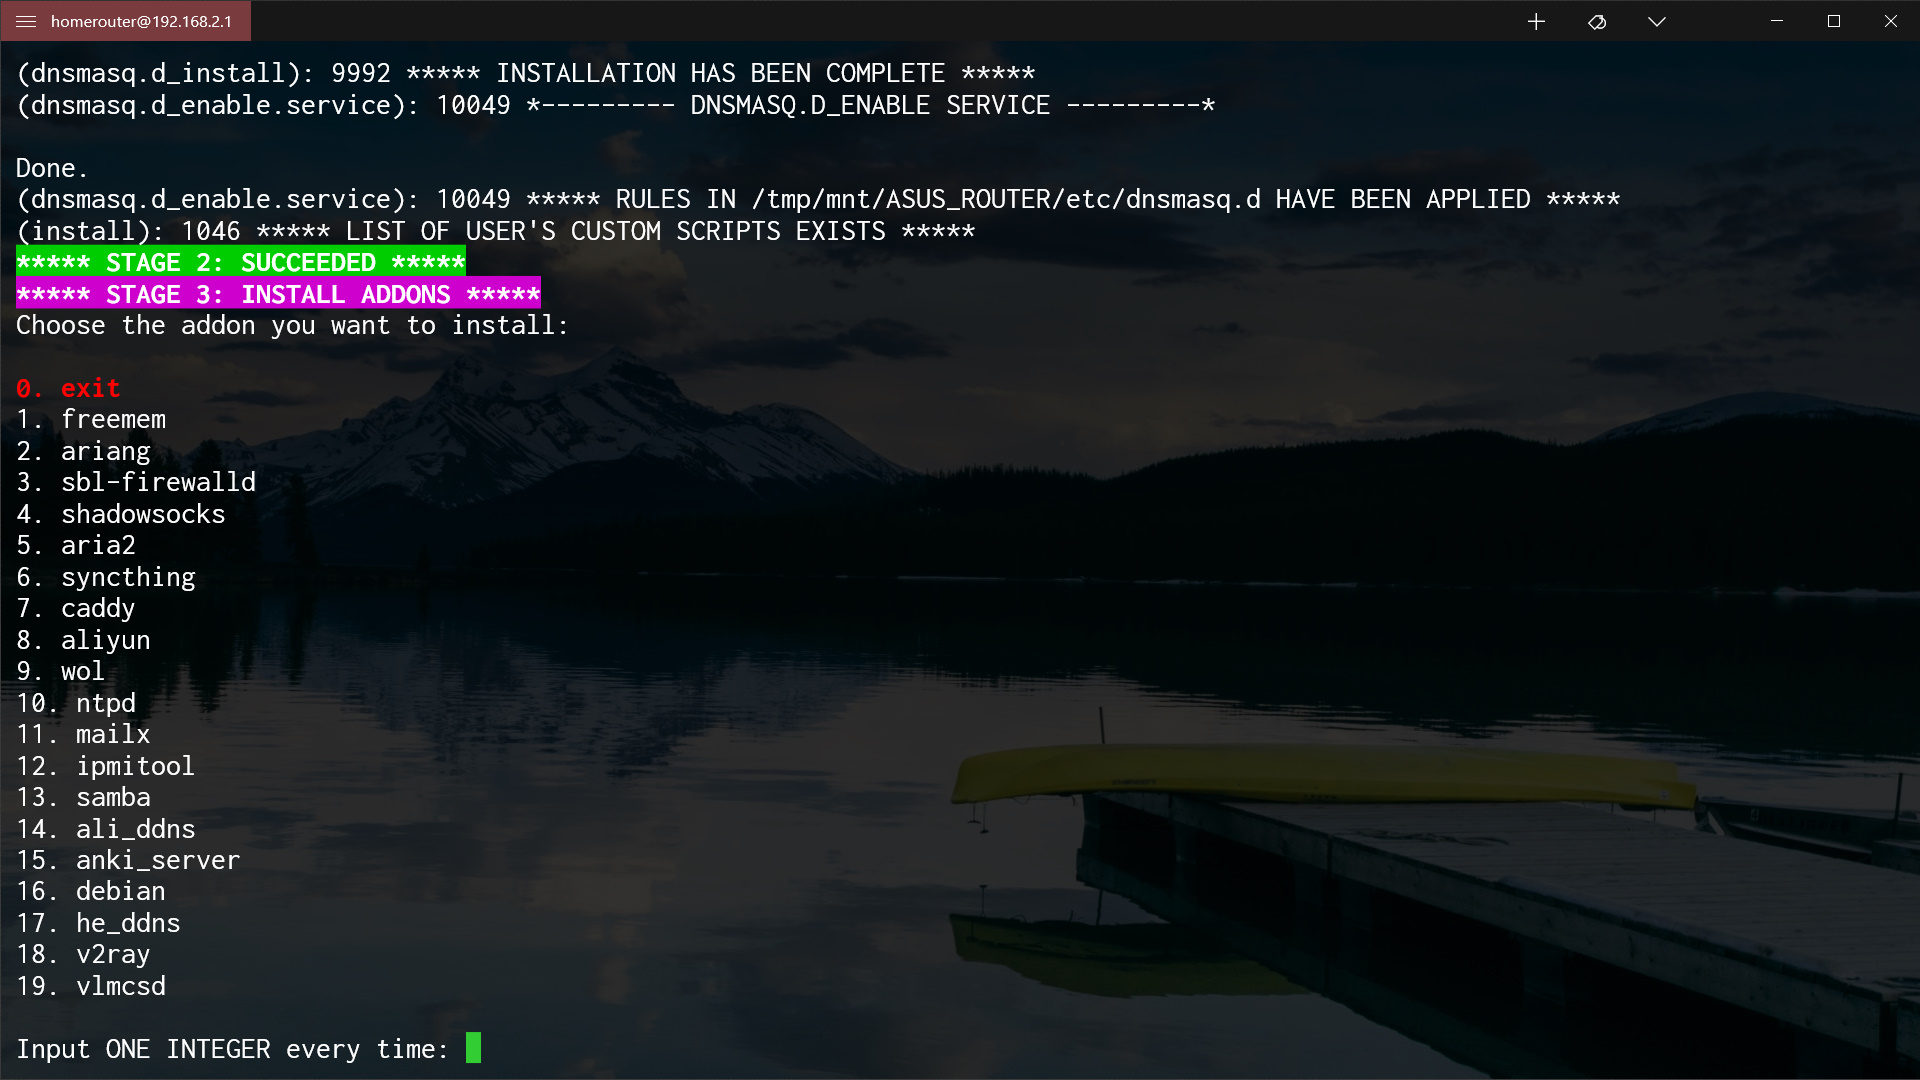 homerouter@192.168.2.1
(dnsmasq.d_install): 9992 ***** INSTALLATION HAS BEEN COMPLETE *****
(dnsmasq.d_enable.service): 10049 *--------- DNSMASQ.D_ENABLE SERVICE ---------*
Done.
(dnsmasq.d_enable.service): 10049 ***** RULES IN /tmp/mnt/ASUS_ROUTER/etc/dnsmasq.d HAVE BEEN APPLIED *****
(install): 1046 ***** LIST OF USER'S CUSTOM SCRIPTS EXISTS *****
***** STAGE 2: SUCCEEDED *****
***** STAGE 3: INSTALL ADDONS *****
Choose the addon you want to install:
0. exit
1. freemem
2. ariang
3. sbl-firewalld
4. shadowsocks
5. aria2
6. syncthing
7. caddy
8. aliyun
9. wol
10. ntpd
11. mailx
12. ipmitool
13. samba
14. ali_ddns
15. anki_server
16. debian
17. he_ddns
18. v2ray
19. vlmcsd
Input ONE INTEGER every time: